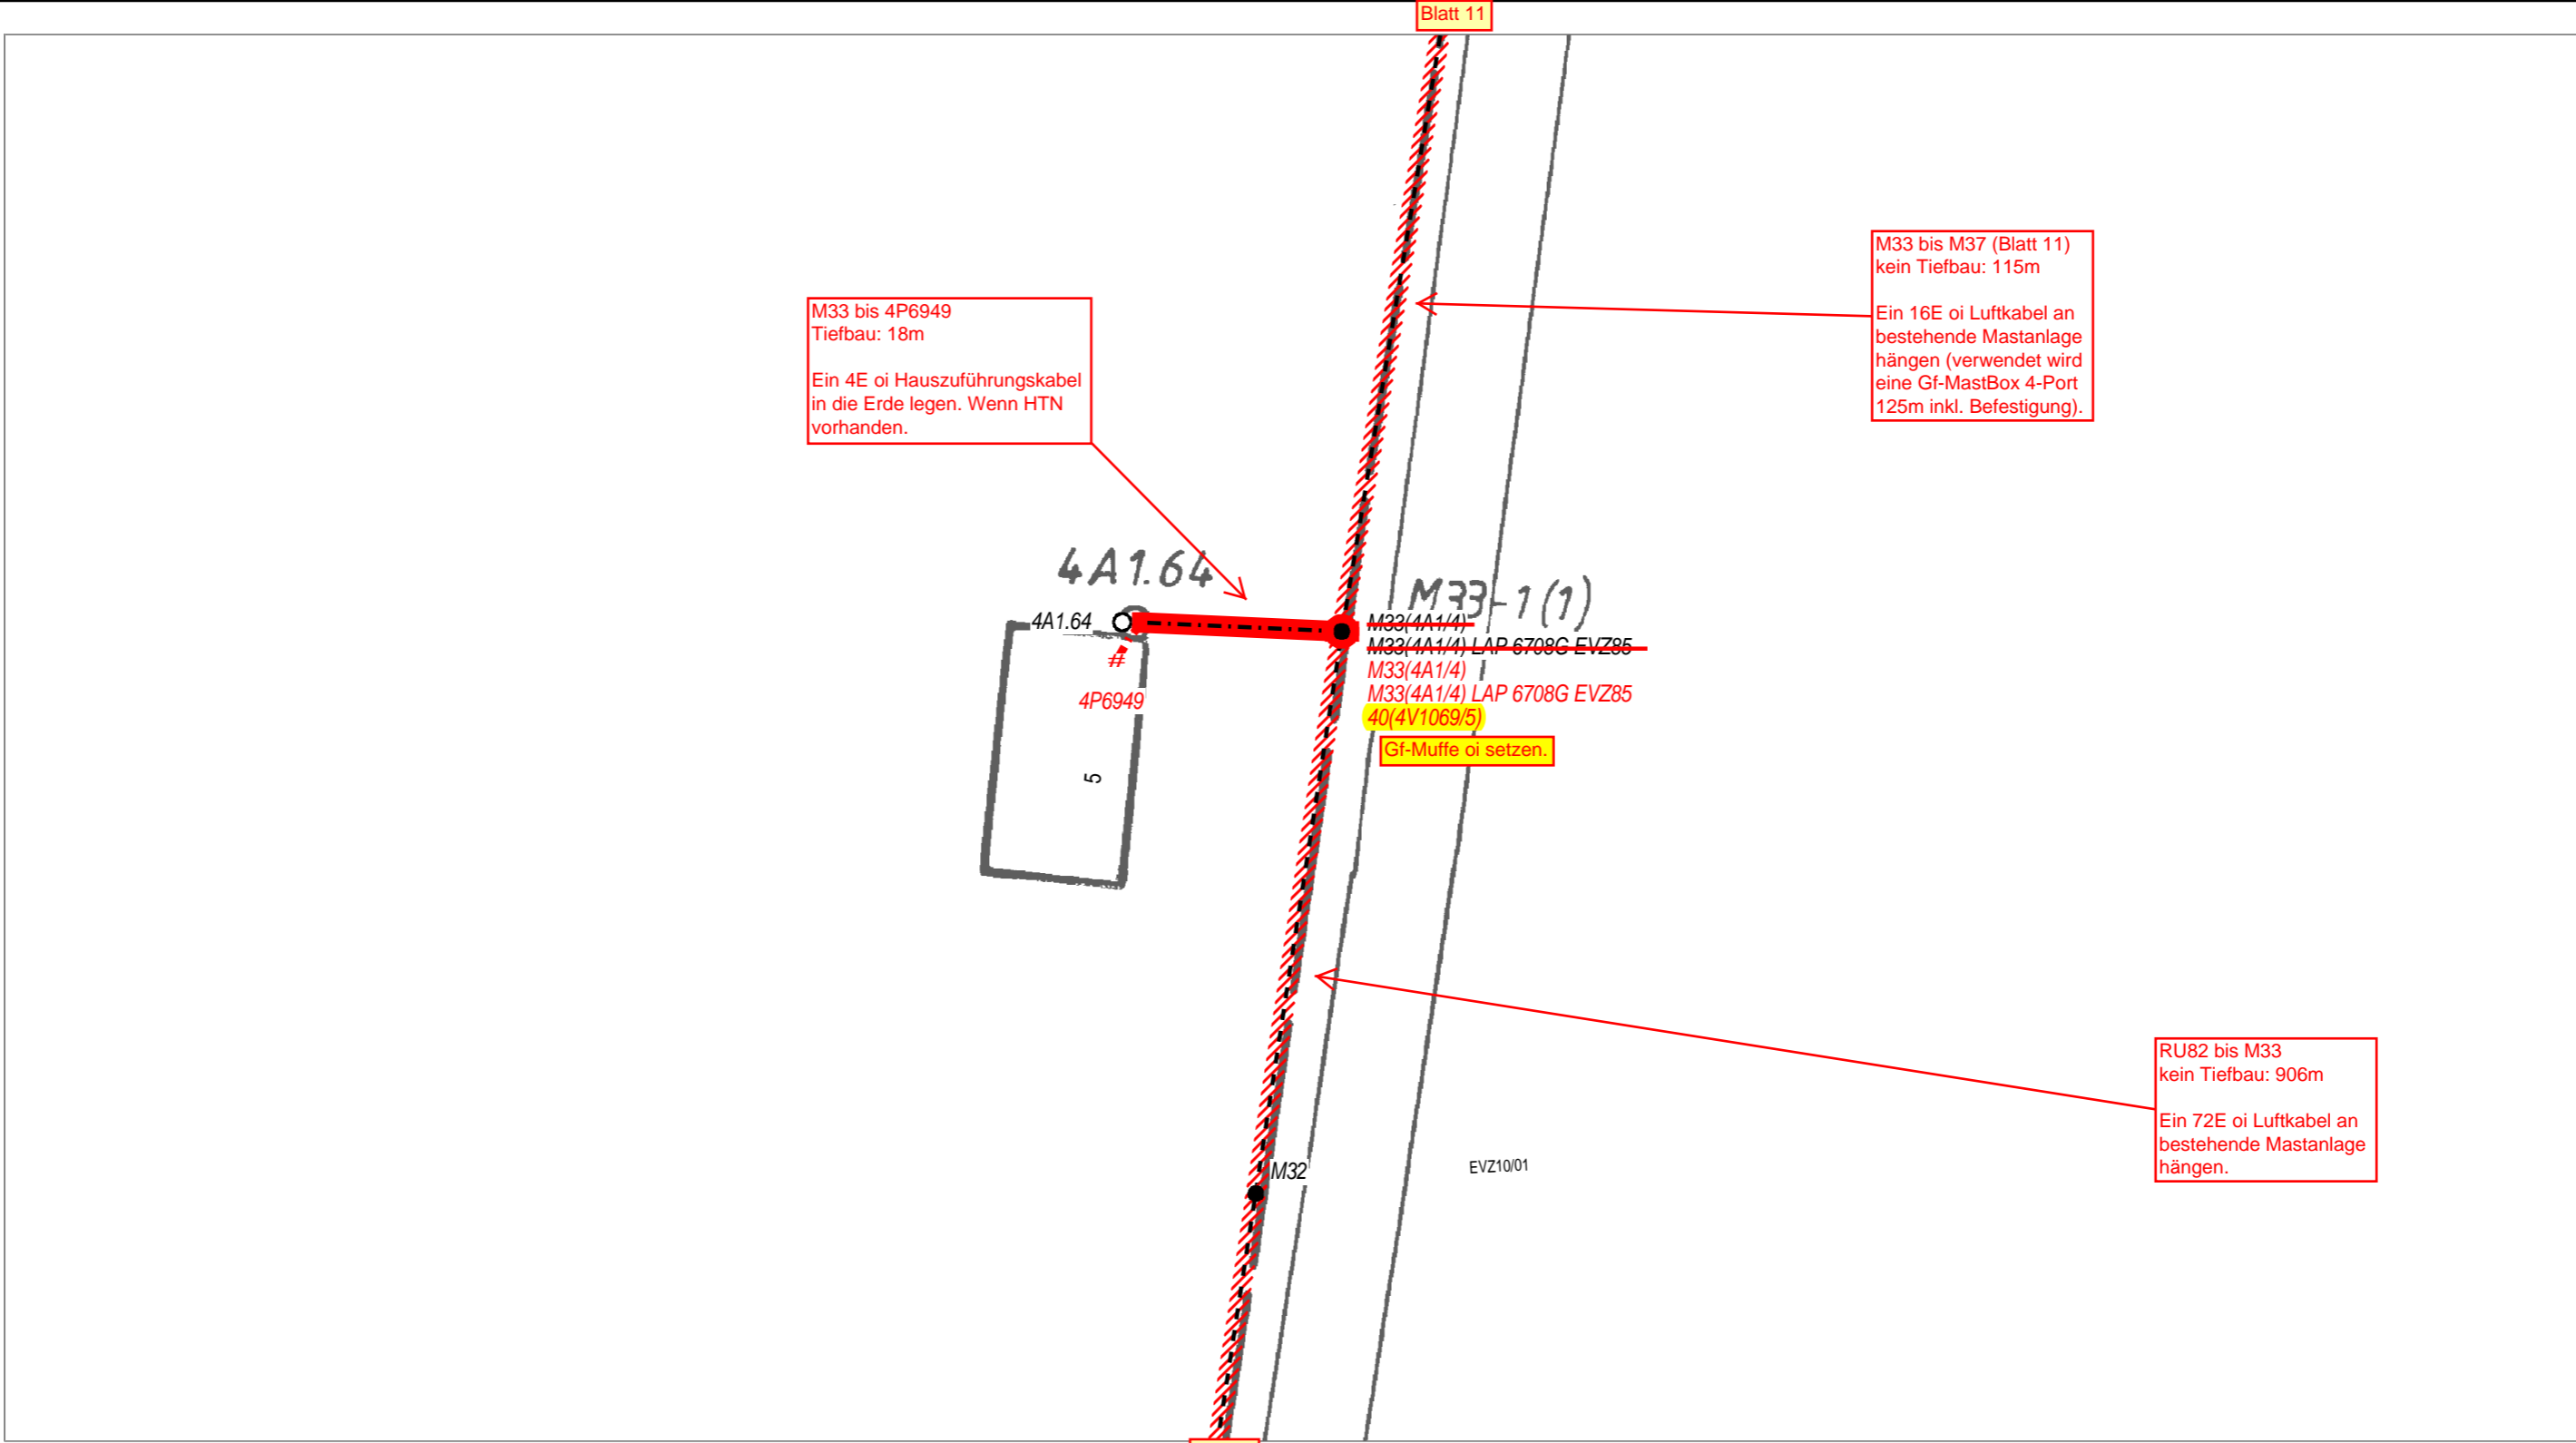 Blatt 11
M33 bis M37 (Blatt 11)
kein Tiefbau: 115m
Ein 16E oi Luftkabel an
bestehende Mastanlage
hängen (verwendet wird
eine Gf-MastBox 4-Port
125m inkl. Befestigung).
M33 bis 4P6949
Tiefbau: 18m
Ein 4E oi Hauszuführungskabel
in die Erde legen. Wenn HTN
vorhanden.
4A1.64
M33-1(1)
4A1.64
M33(4A1/4)
M33(4A1/4) LAP 6708G EVZ85
M33(4A1/4)
M33(4A1/4) LAP 6708G EVZ85
40(4V1069/5)
Gf-Muffe oi setzen.
#
4P6949
5
RU82 bis M33
kein Tiefbau: 906m
Ein 72E oi Luftkabel an
bestehende Mastanlage
hängen.
M32
EVZ10/01